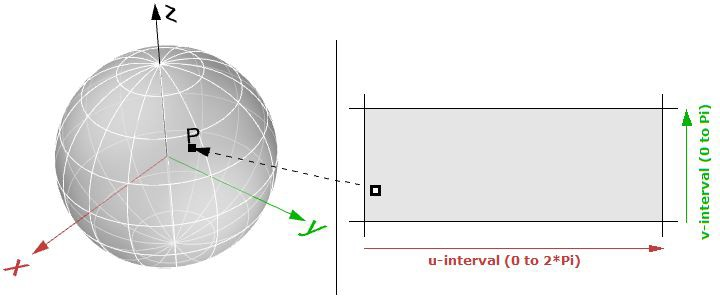 z
P
x
y
u-interval (0 to 2*Pi)
v-interval (0 to Pi)